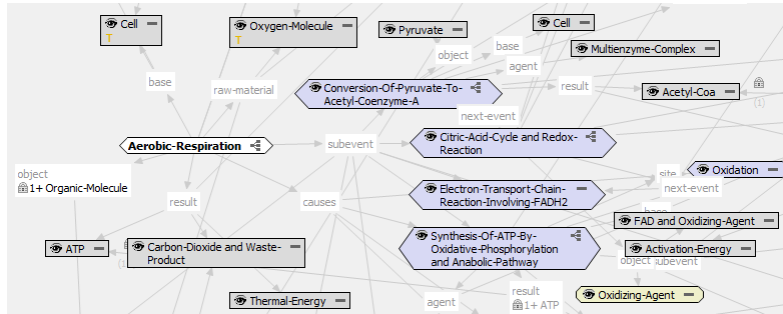 Cell
T
Oxygen-Molecule
T
Pyruvate
Cell
object
base
Multienzyme-Complex
agent
base
raw-material
Conversion-Of-Pyruvate-To-
Acetyl-Coenzyme-A
result
Acetyl-Coa
(1)
next-event
Aerobic-Respiration
subevent
Citric-Acid-Cycle and Redox-
Reaction
object
1+ Organic-Molecule
site
Oxidation
result
causes
Electron-Transport-Chain-
Reaction-Involving-FADH2
next-event
base
FAD and Oxidizing-Agent
ATP
Carbon-Dioxide and Waste-
Product
Synthesis-Of-ATP-By-
Oxidative-Phosphorylation
and Anabolic-Pathway
Activation-Energy
object
subevent
Thermal-Energy
agent
result
1+ ATP
Oxidizing-Agent